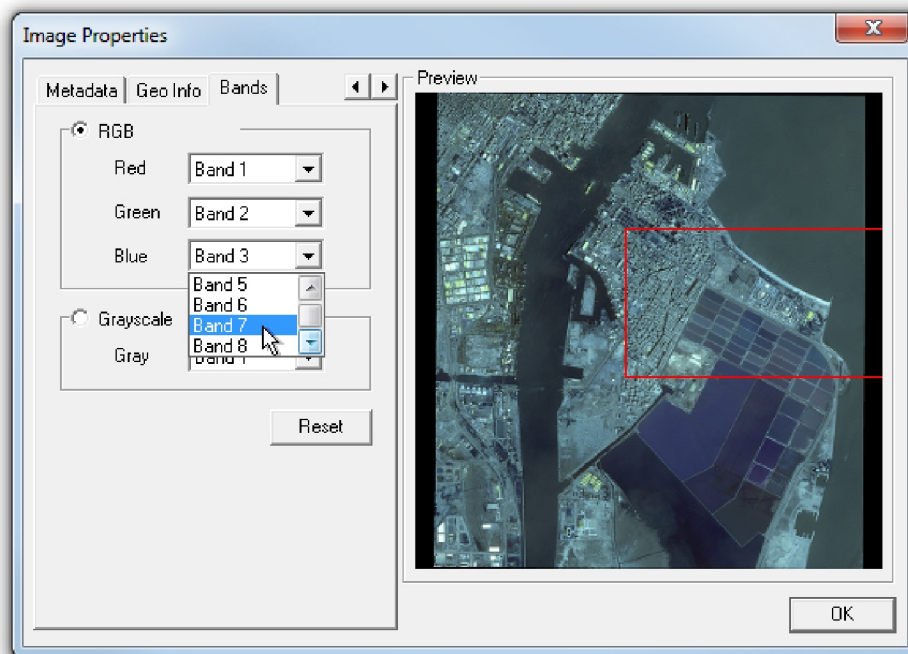 Image Properties
Metadata Geo Info Bands
Preview
RGB
Red Band 1
Green Band 2
Blue Band 3
Band 5
Band 6
Band 7
Band 8
Grayscale
Gray
Reset
OK